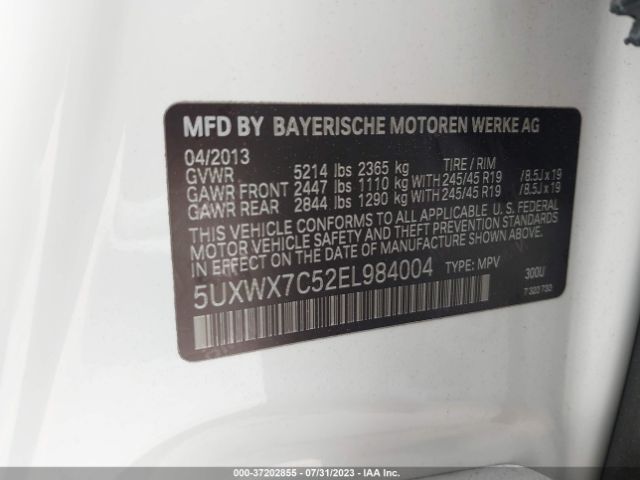 MFD BY BAYERISCHE MOTOREN WERKE AG
04/2013 TIRE / RIM
GVWR 5214 lbs 2365 kg
GAWR FRONT 2447 lbs 1110 kg WITH 245/45 R19 /8.5J x 19
GAWR REAR 2844 lbs 1290 kg WITH 245/45 R19 /8.5J x 19
THIS VEHICLE CONFORMS TO ALL APPLICABLE U. S. FEDERAL
MOTOR VEHICLE SAFETY AND THEFT PREVENTION STANDARDS
IN EFFECT ON THE DATE OF MANUFACTURE SHOWN ABOVE.
5UXWX7C52EL984004 TYPE: MPV 300U
7 320 730
000-37202855 - 07/31/2023 - IAA Inc.